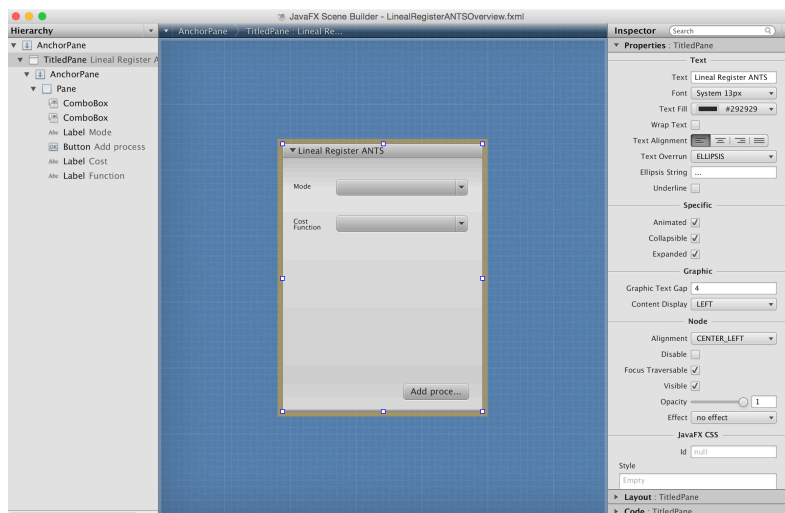 JavaFX Scene Builder - LinealRegisterANTSOverview.fxml
Hierarchy
AnchorPane
TitledPane Lineal Register A
AnchorPane
Pane
ComboBox
ComboBox
Abc Label Mode
OK Button Add process
Abc Label Cost
Abc Label Function
AnchorPane TitledPane : Lineal Re...
Lineal Register ANTS
Mode
Cost
Function
Add proce...
Inspector Search
Properties : TitledPane
Text
Text Lineal Register ANTS
Font System 13px
Text Fill #292929
Wrap Text
Text Alignment
Text Overrun ELLIPSIS
Ellipsis String ...
Underline
Specific
Animated
Collapsible
Expanded
Graphic
Graphic Text Gap 4
Content Display LEFT
Node
Alignment CENTER_LEFT
Disable
Focus Traversable
Visible
Opacity 1
Effect no effect
JavaFX CSS
Id null
Style
Empty
Layout : TitledPane
Code : TitledPane